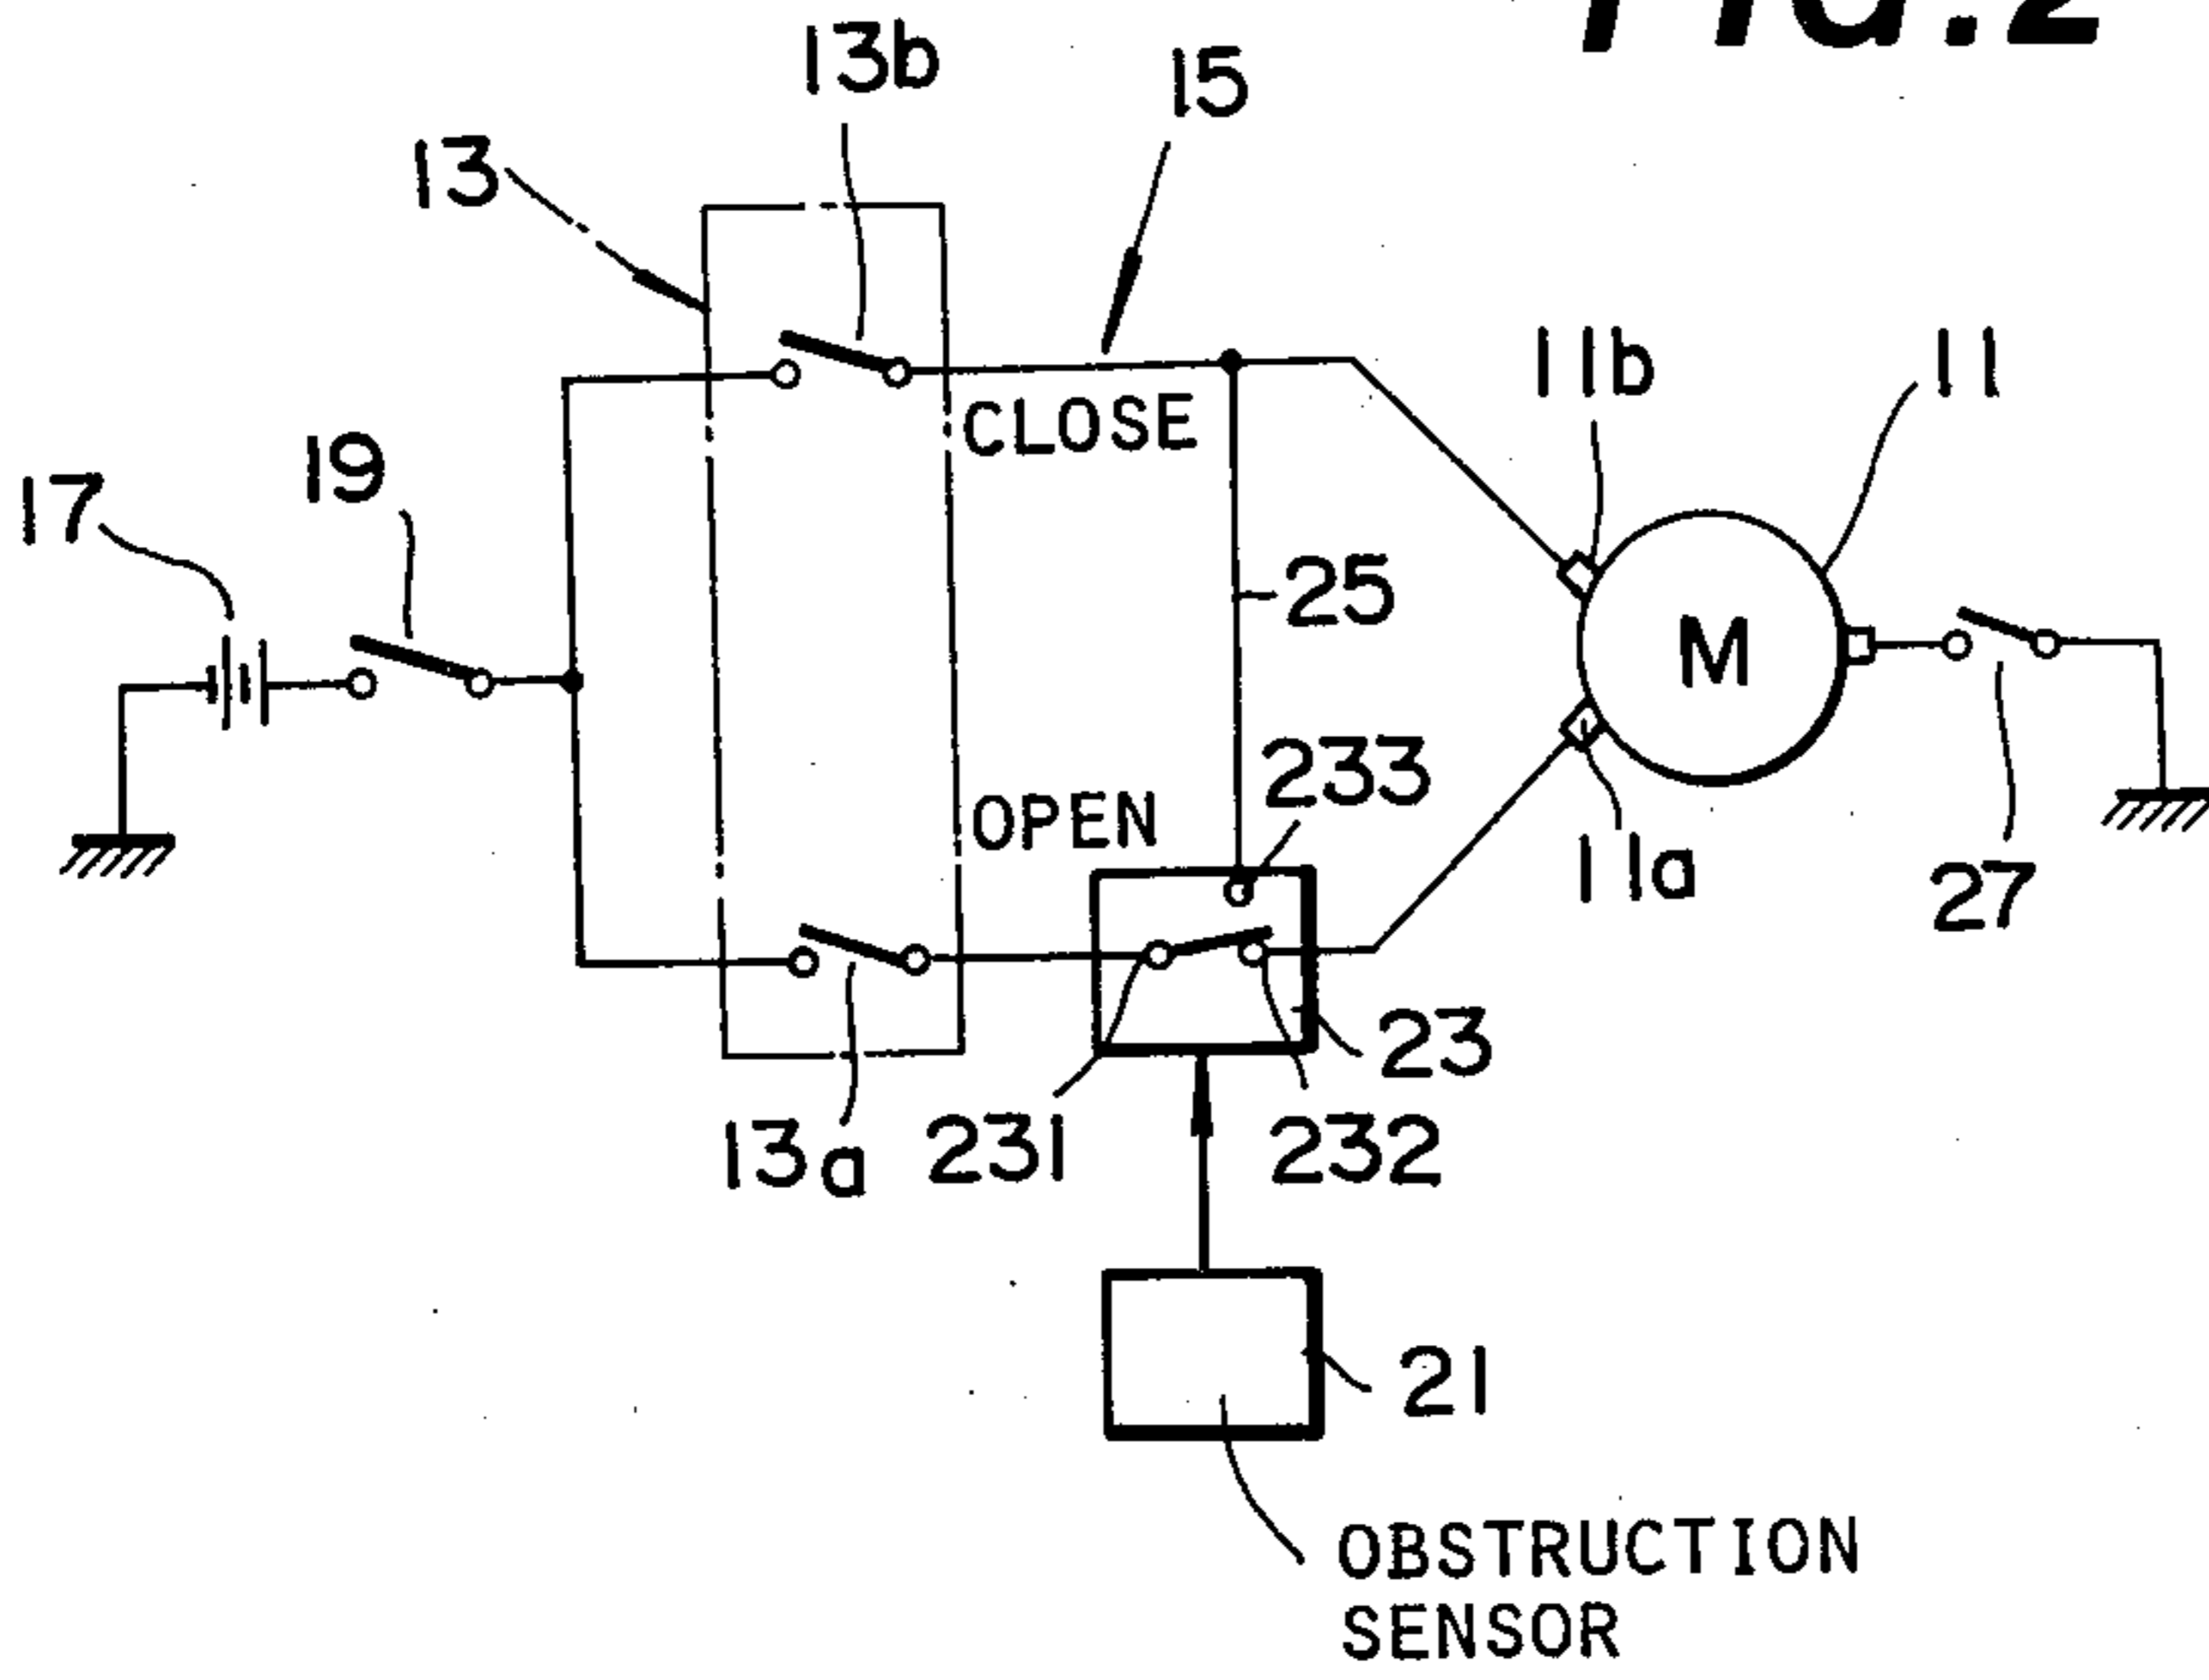 FIG.2
13b
15
13
11b
11
19
CLOSE
17
25
M
233
OPEN
11a
27
23
13a
231
232
21
OBSTRUCTION
SENSOR